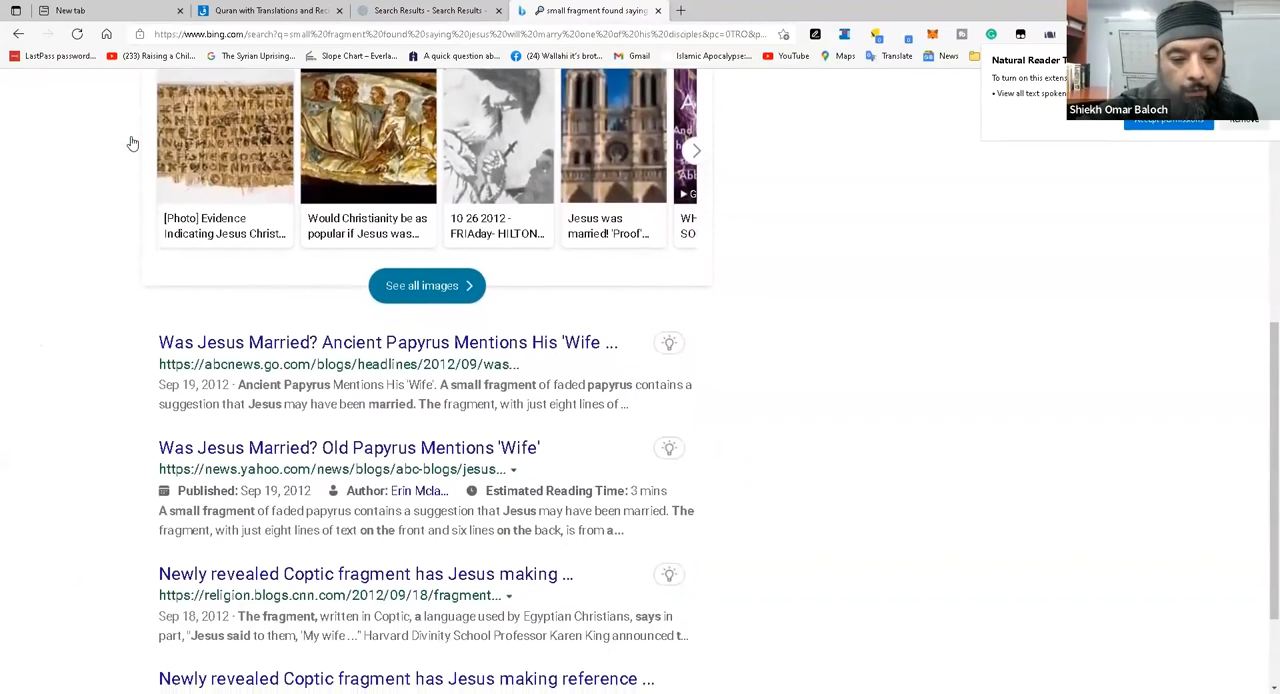 New tab
Quran with Translations and Rec
Search Results - Search Results -
small fragment found saying
https://www.bing.com/search?q=small%20fragment%20found%20saying%20jesus%20will%20marry%20one%20of%20his%20disciples&pc=0TRQ&p...
LastPass password...
(233) Raising Chil...
Syrian Uprising...
Slope Chart – Everla...
A quick question ab...
(24) Wallahi it's brot...
Gmail
Islamic Apocalypse:...
YouTube
Maps
Translate
News
Natural Reader T
To turn on this exten
• View all text spoken
Shiekh Omar Baloch
[Photo] Evidence
Indicating Jesus Christ...
Would Christianity be as
popular if Jesus was...
10 26 2012 -
FRIAday- HILTON...
Jesus was
married! 'Proof'...
WH
SO
See all images
Was Jesus Married? Ancient Papyrus Mentions His 'Wife ...
https://abcnews.go.com/blogs/headlines/2012/09/was...
Sep 19, 2012 · Ancient Papyrus Mentions His 'Wife'. A small fragment of faded papyrus contains a
suggestion that Jesus may have been married. The fragment, with just eight lines of ...
Was Jesus Married? Old Papyrus Mentions 'Wife'
https://news.yahoo.com/news/blogs/abc-blogs/jesus...
Published: Sep 19, 2012 Author: Erin Mcla... Estimated Reading Time: 3 mins
A small fragment of faded papyrus contains a suggestion that Jesus may have been married. The
fragment, with just eight lines of text on the front and six lines on the back, is from a...
Newly revealed Coptic fragment has Jesus making ...
https://religion.blogs.cnn.com/2012/09/18/fragment...
Sep 18, 2012 · The fragment, written in Coptic, a language used by Egyptian Christians, says in
part, "Jesus said to them, 'My wife ..." Harvard Divinity School Professor Karen King announced t...
Newly revealed Coptic fragment has Jesus making reference ...